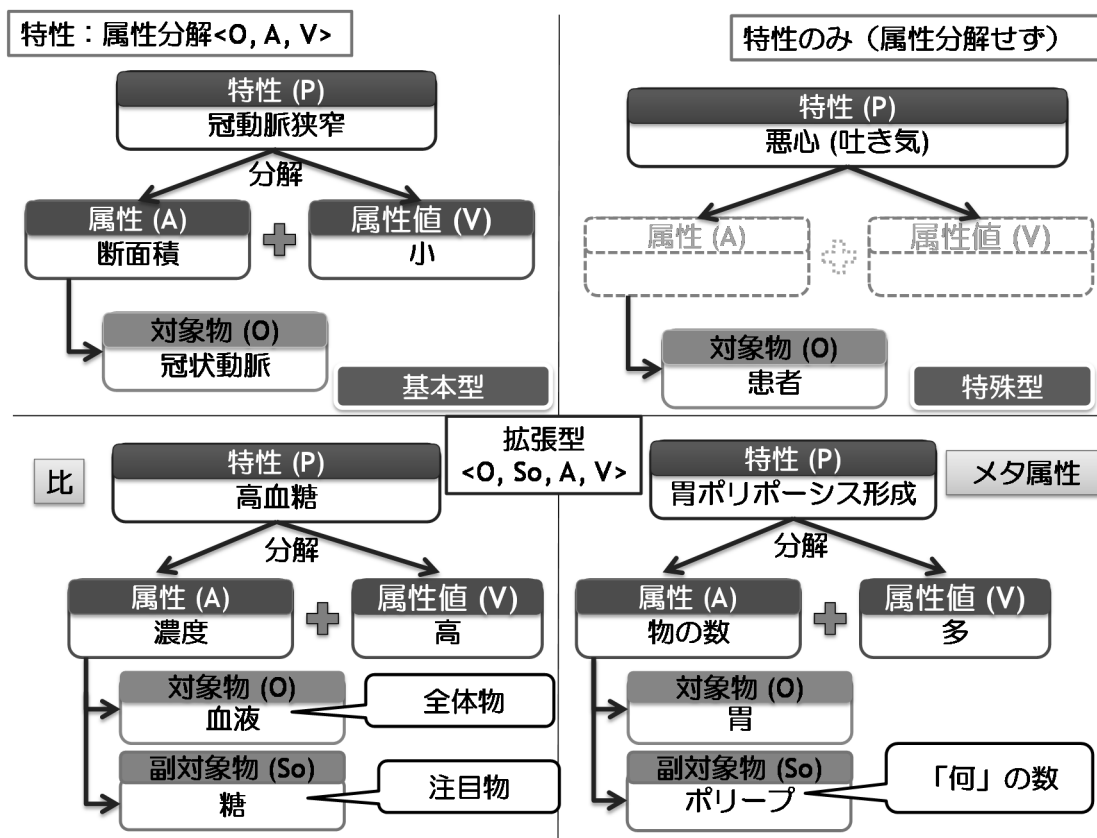 特性：属性分解<O, A, V>
特性 (P)
冠動脈狭窄
分解
属性 (A)
断面積
属性値 (V)
小
対象物 (O)
冠状動脈
基本型
特性のみ（属性分解せず）
特性 (P)
悪心 (吐き気)
属性 (A)
属性値 (V)
対象物 (O)
患者
特殊型
拡張型
<O, So, A, V>
比
特性 (P)
高血糖
分解
属性 (A)
濃度
属性値 (V)
高
対象物 (O)
血液
全体物
副対象物 (So)
糖
注目物
メタ属性
特性 (P)
胃ポリポーシス形成
分解
属性 (A)
物の数
属性値 (V)
多
対象物 (O)
胃
副対象物 (So)
ポリープ
「何」の数